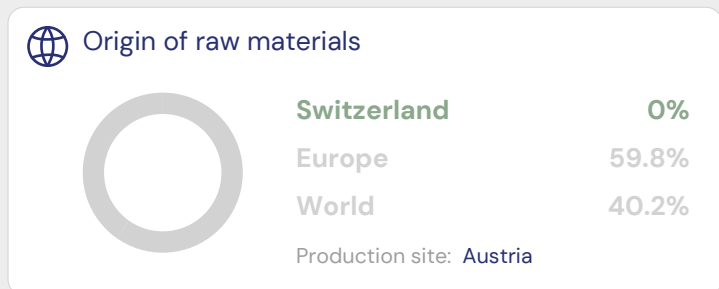 Origin of raw materials
Switzerland 0%
Europe 59.8%
World 40.2%
Production site: Austria